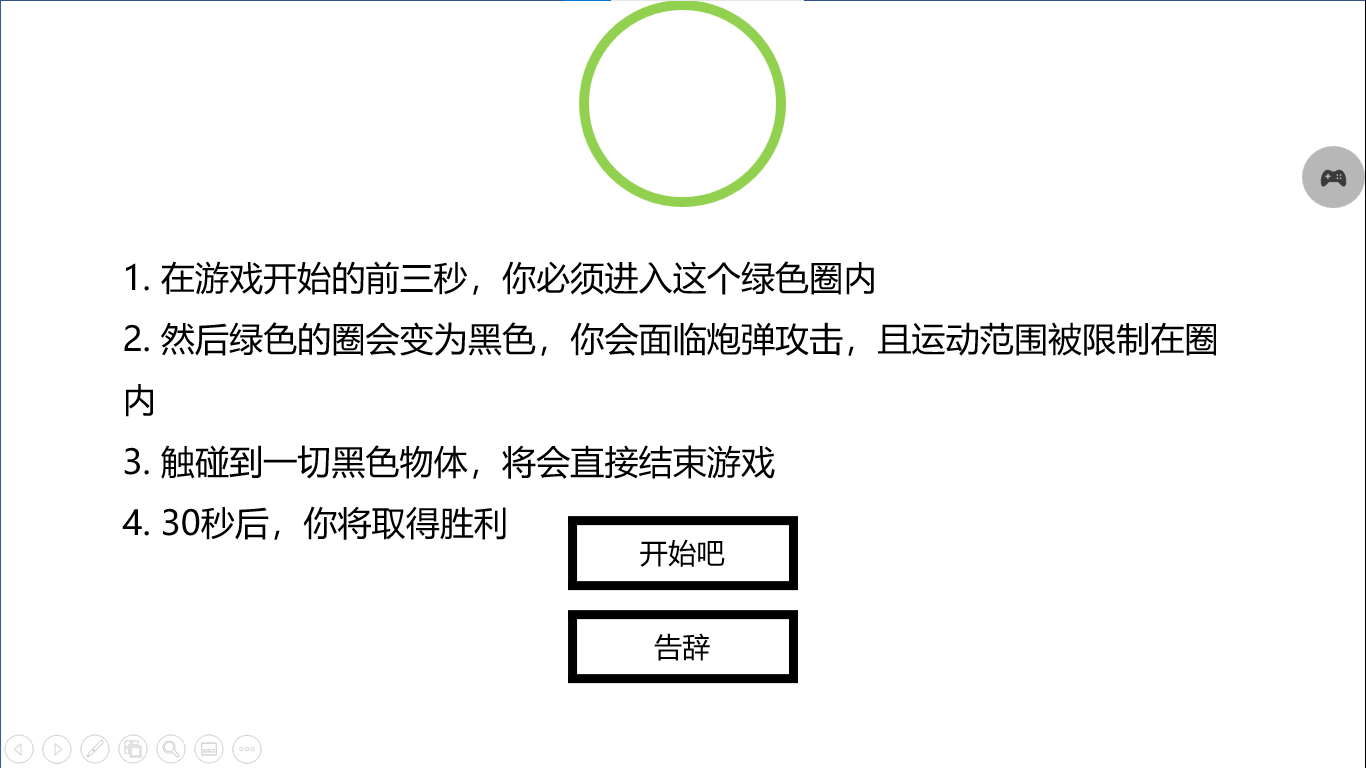 1. 在游戏开始的前三秒，你必须进入这个绿色圈内
2. 然后绿色的圈会变为黑色，你会面临炮弹攻击，且运动范围被限制在圈
内
3. 触碰到一切黑色物体，将会直接结束游戏
4. 30秒后，你将取得胜利
开始吧
告辞